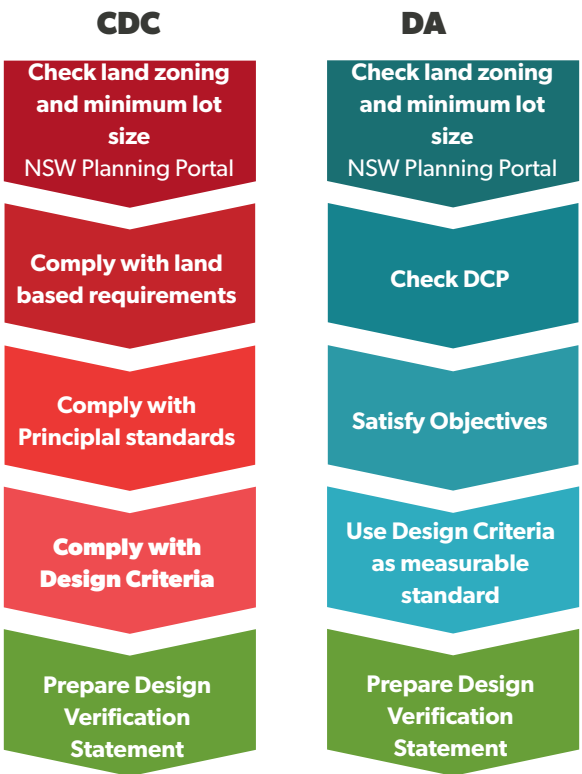 CDC
Check land zoning
and minimum lot
size
NSW Planning Portal
Comply with land
based requirements
Comply with
Principlal standards
Comply with
Design Criteria
Prepare Design
Verification
Statement
DA
Check land zoning
and minimum lot
size
NSW Planning Portal
Check DCP
Satisfy Objectives
Use Design Criteria
as measurable
standard
Prepare Design
Verification
Statement